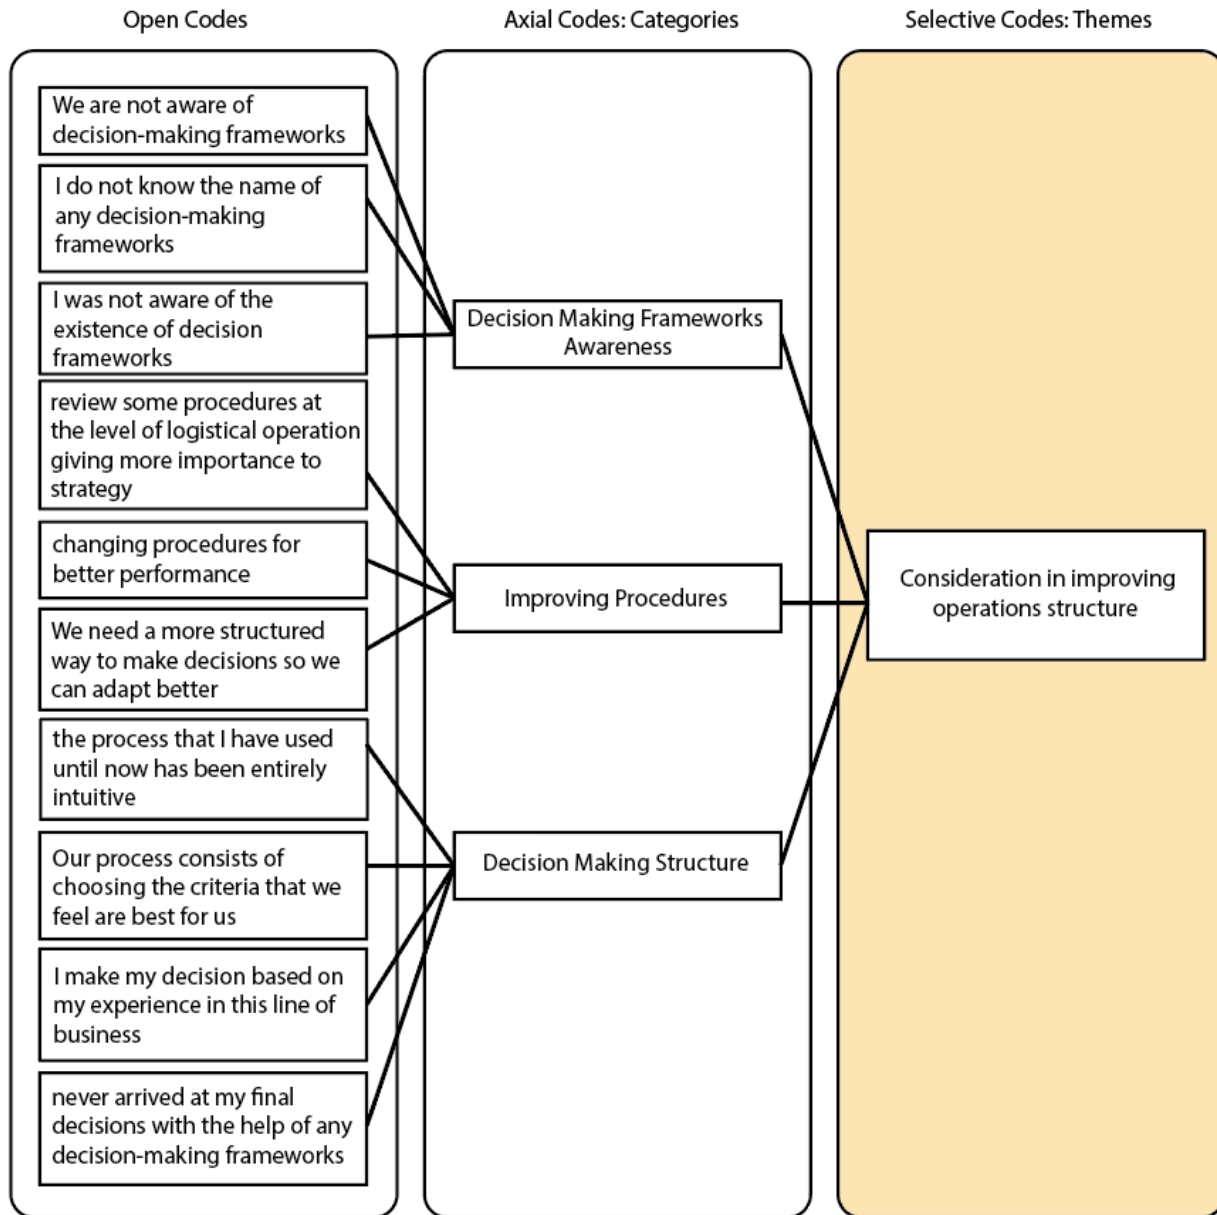 Open Codes
Axial Codes: Categories
Selective Codes: Themes
We are not aware of
decision-making frameworks
I do not know the name of
any decision-making
frameworks
I was not aware of the
existence of decision
frameworks
review some procedures at
the level of logistical operation
giving more importance to
strategy
changing procedures for
better performance
We need a more structured
way to make decisions so we
can adapt better
the process that I have used
until now has been entirely
intuitive
Our process consists of
choosing the criteria that we
feel are best for us
I make my decision based on
my experience in this line of
business
never arrived at my final
decisions with the help of any
decision-making frameworks
Decision Making Frameworks
Awareness
Improving Procedures
Decision Making Structure
Consideration in improving
operations structure